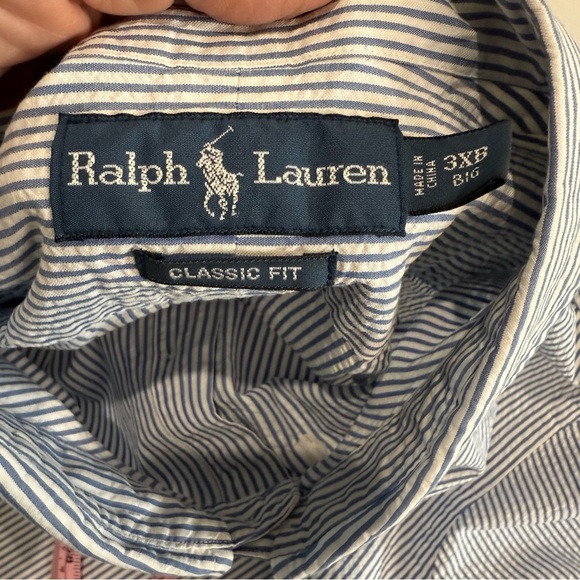 Ralph Lauren
MADE IN
CHINA
3XB
BIG
CLASSIC FIT